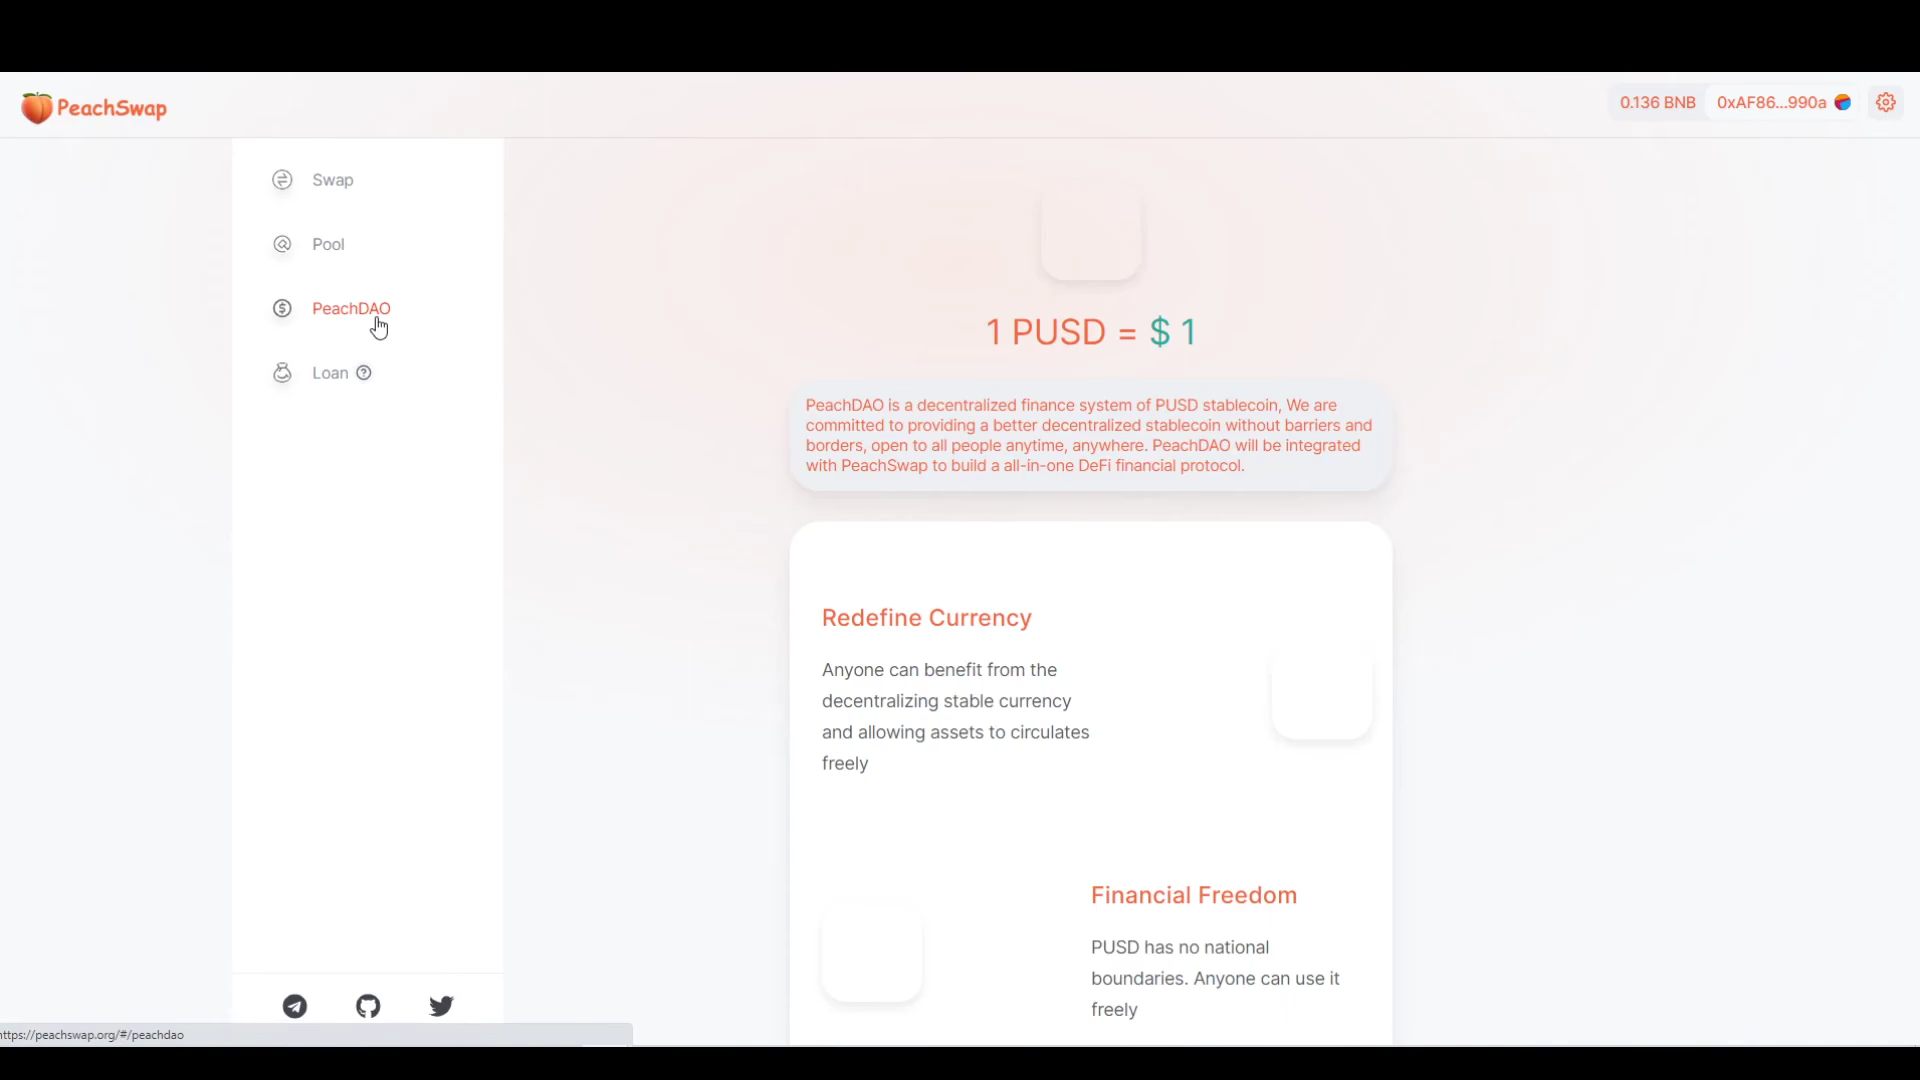 PeachSwap
0.136 BNB
0xAF86...990a
Swap
Pool
PeachDAO
Loan
1 PUSD = $ 1
PeachDAO is a decentralized finance system of PUSD stablecoin, We are
committed to providing a better decentralized stablecoin without barriers and
borders, open to all people anytime, anywhere. PeachDAO will be integrated
with PeachSwap to build a all-in-one DeFi financial protocol.
Redefine Currency
Anyone can benefit from the
decentralizing stable currency
and allowing assets to circulates
freely
Financial Freedom
PUSD has no national
boundaries. Anyone can use it
freely
https://peachswap.org/#/peachdao